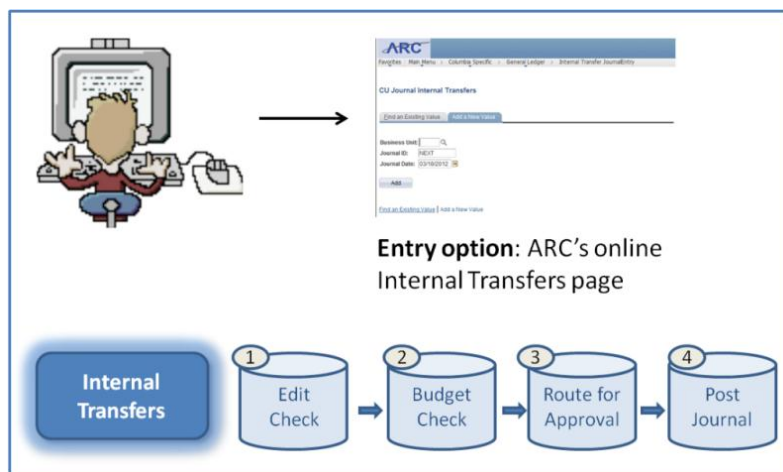 ARC
Favorites Main Menu > Columbia Specific > General Ledger > Internal Transfer JournalEntry
CU Journal Internal Transfers
Find an Existing Value Add a New Value
Business Unit:
Journal ID: NEXT
Journal Date: 03/19/2012
Add
Find an Existing Value | Add a New Value
Entry option: ARC's online
Internal Transfers page
Internal
Transfers
1
Edit
Check
2
Budget
Check
3
Route for
Approval
4
Post
Journal